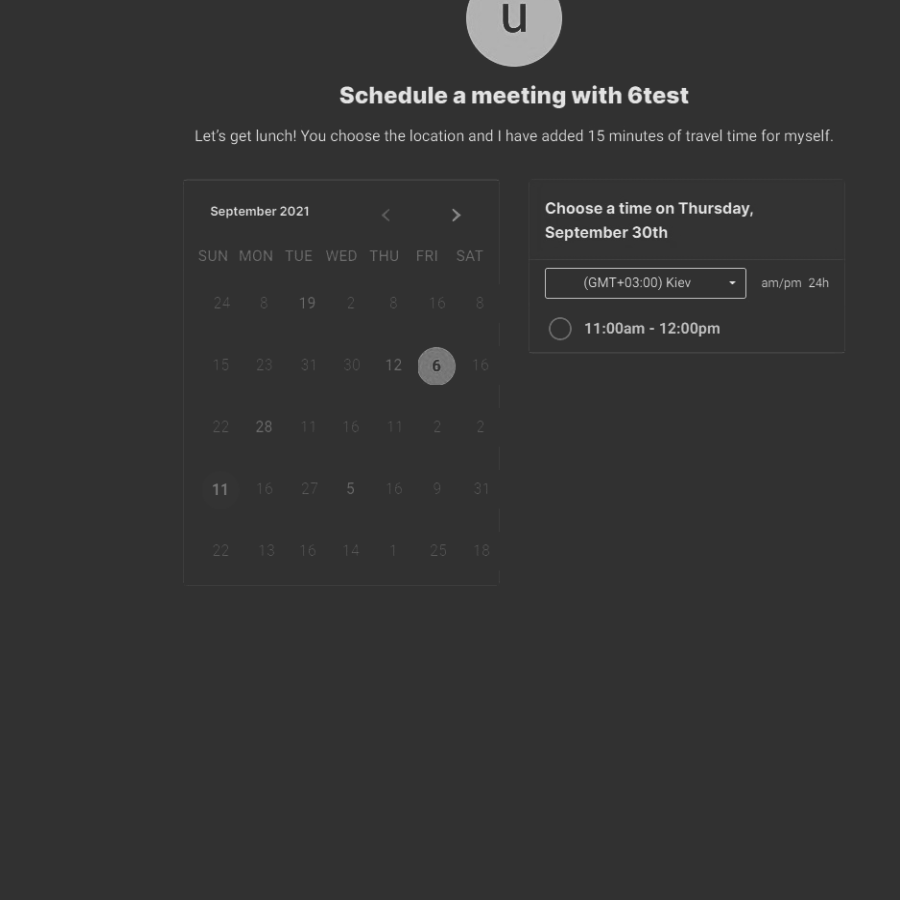 u
Schedule a meeting with 6test
Let's get lunch! You choose the location and I have added 15 minutes of travel time for myself.
September 2021
SUN MON TUE WED THU FRI SAT
24 8 19 2 8 16 8
15 23 31 30 12 6 16
22 28 11 16 11 2 2
11 16 27 5 16 9 31
22 13 16 14 1 25 18
Choose a time on Thursday,
September 30th
(GMT+03:00) Kiev am/pm 24h
11:00am - 12:00pm